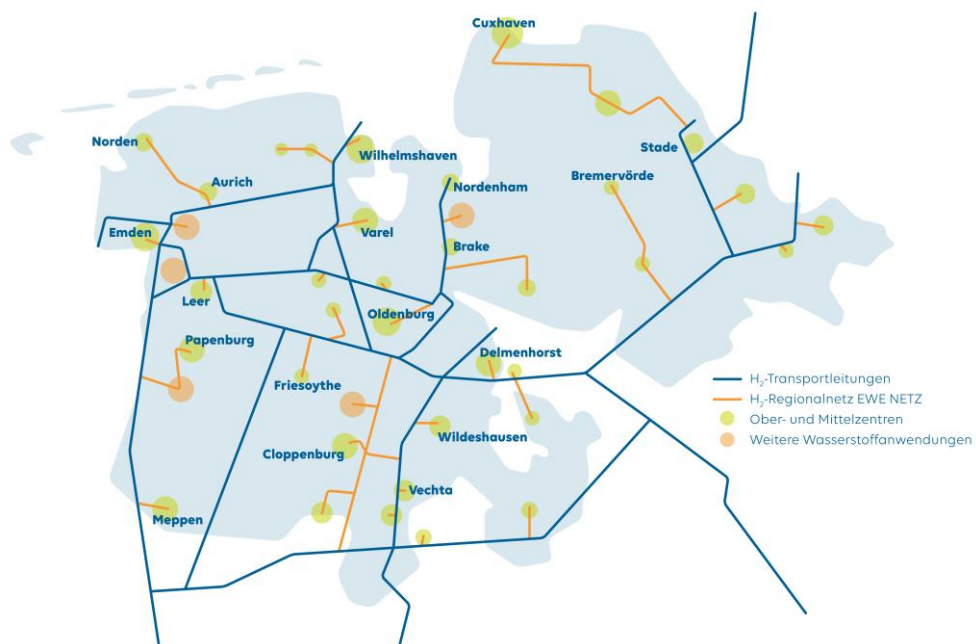 Cuxhaven
Norden
Wilhelmshaven
Stade
Aurich
Nordenham
Bremervörde
Emden
Varel
Brake
Leer
Oldenburg
Papenburg
Delmenhorst
Friesoythe
H₂-Transportleitungen
H₂-Regionalnetz EWE NETZ
Ober- und Mittelzentren
Weitere Wasserstoffanwendungen
Wildeshausen
Cloppenburg
Vechta
Meppen